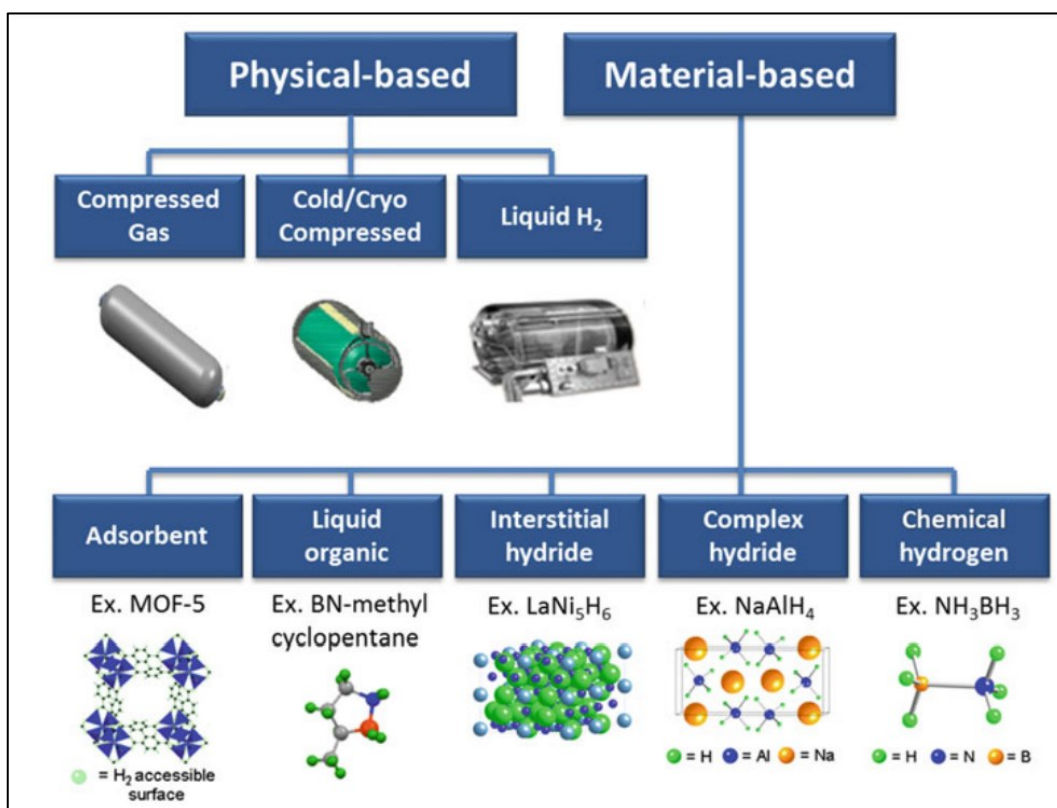 Physical-based
Material-based
Compressed
Gas
Cold/Cryo
Compressed
Liquid H₂
Adsorbent
Liquid
organic
Interstitial
hydride
Complex
hydride
Chemical
hydrogen
Ex. MOF-5
Ex. BN-methyl
cyclopentane
Ex. LaNi₅H₆
Ex. NaAlH₄
Ex. NH₃BH₃
= H₂ accessible
surface
= H = Al = Na
= H = N = B